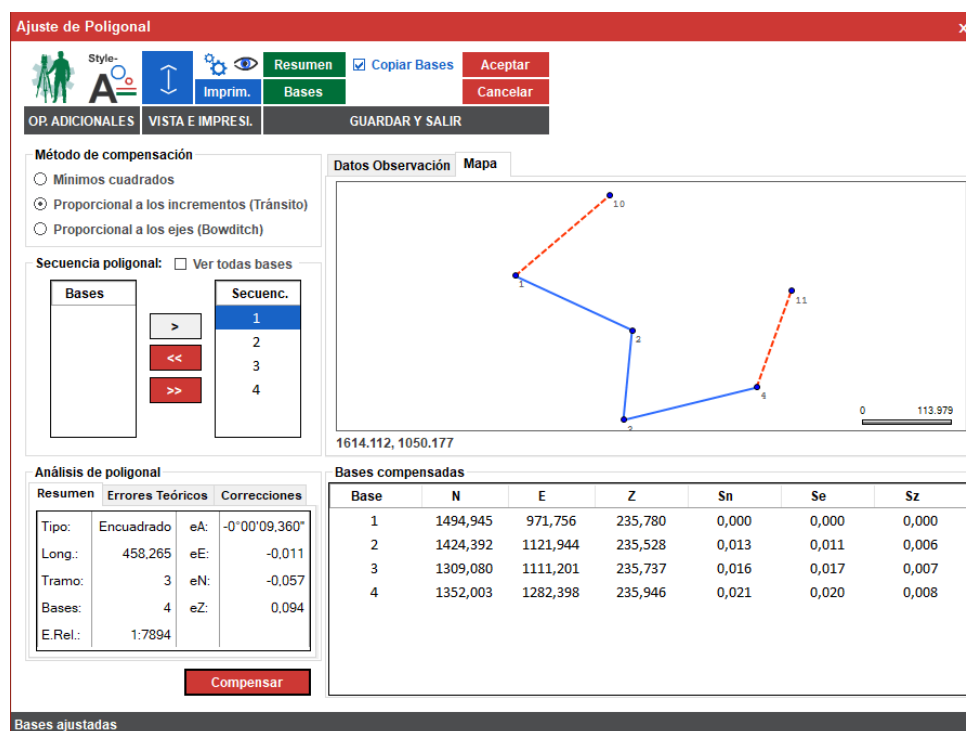 Ajuste de Poligonal x
Style-
A
Resumen Copiar Bases Aceptar
Imprim. Bases Cancelar
OP. ADICIONALES VISTA E IMPRESI. GUARDAR Y SALIR
Método de compensación
Mínimos cuadrados
Proporcional a los incrementos (Tránsito)
Proporcional a los ejes (Bowditch)
Secuencia poligonal: Ver todas bases
Bases Secuenc.
> 1
<< 2
>> 3
4
Datos Observación Mapa
10
1
11
2
4
3
0 113.979
1614.112, 1050.177
Análisis de poligonal
Resumen Errores Teóricos Correcciones
Tipo: Encuadrado eA: -0°00'09,360"
Long.: 458,265 eE: -0,011
Tramo: 3 eN: -0,057
Bases: 4 eZ: 0,094
E.Rel.: 1:7894
Compensar
Bases compensadas
Base N E Z Sn Se Sz
1 1494,945 971,756 235,780 0,000 0,000 0,000
2 1424,392 1121,944 235,528 0,013 0,011 0,006
3 1309,080 1111,201 235,737 0,016 0,017 0,007
4 1352,003 1282,398 235,946 0,021 0,020 0,008
Bases ajustadas